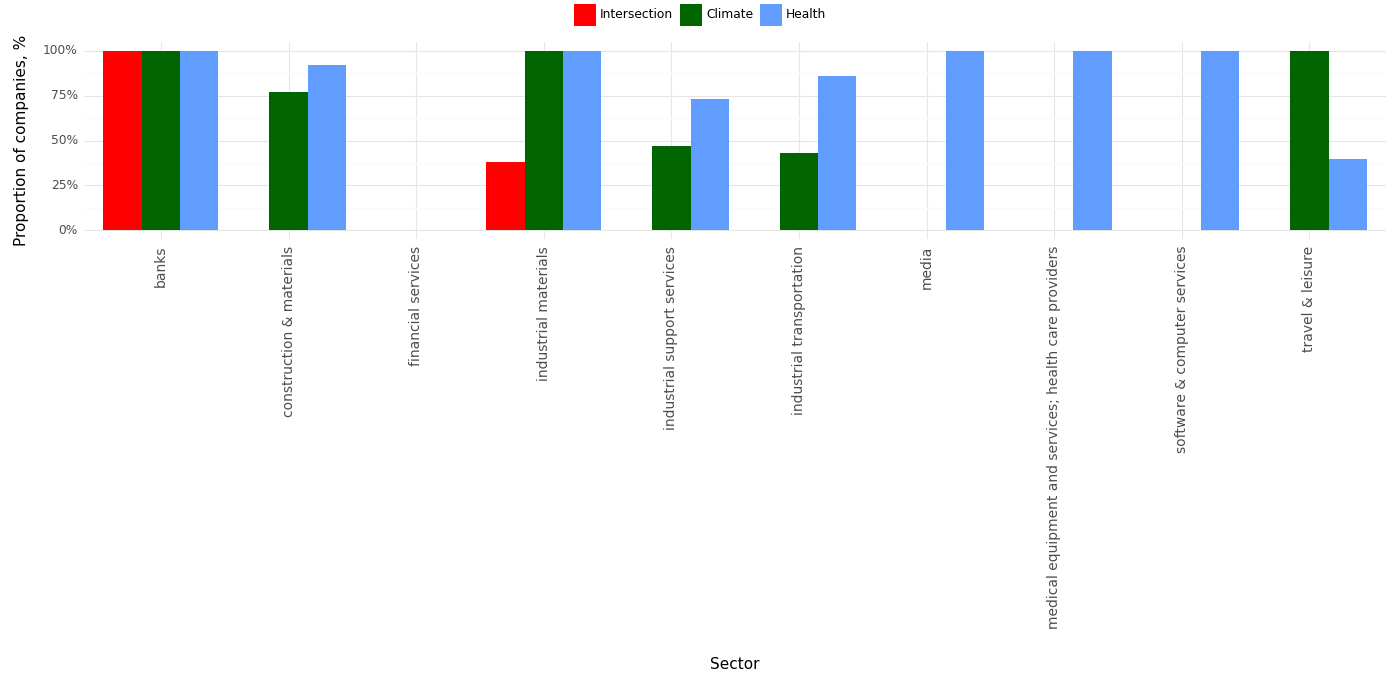 Intersection Climate Health
Proportion of companies, %
100%
75%
50%
25%
0%
banks
construction & materials
financial services
industrial materials
industrial support services
industrial transportation
media
medical equipment and services; health care providers
software & computer services
travel & leisure
Sector